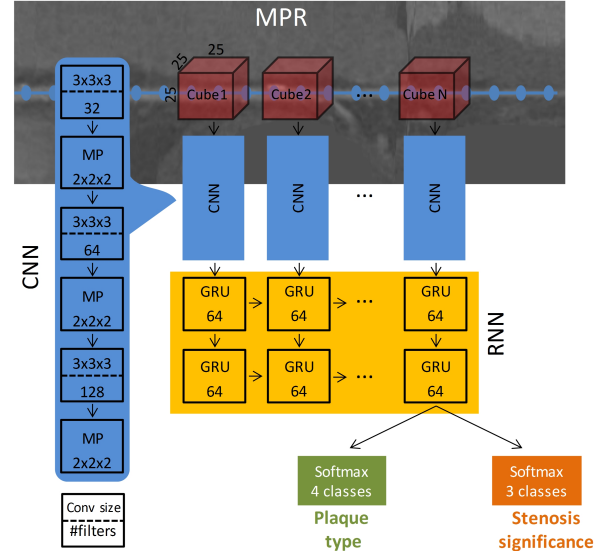 MPR
25
25
25
Cube1
Cube2
...
Cube N
CNN
3x3x3
32
MP
2x2x2
3x3x3
64
MP
2x2x2
3x3x3
128
MP
2x2x2
Conv size
#filters
CNN
CNN
...
CNN
RNN
GRU
64
GRU
64
...
GRU
64
GRU
64
GRU
64
...
GRU
64
Softmax
4 classes
Plaque
type
Softmax
3 classes
Stenosis
significance